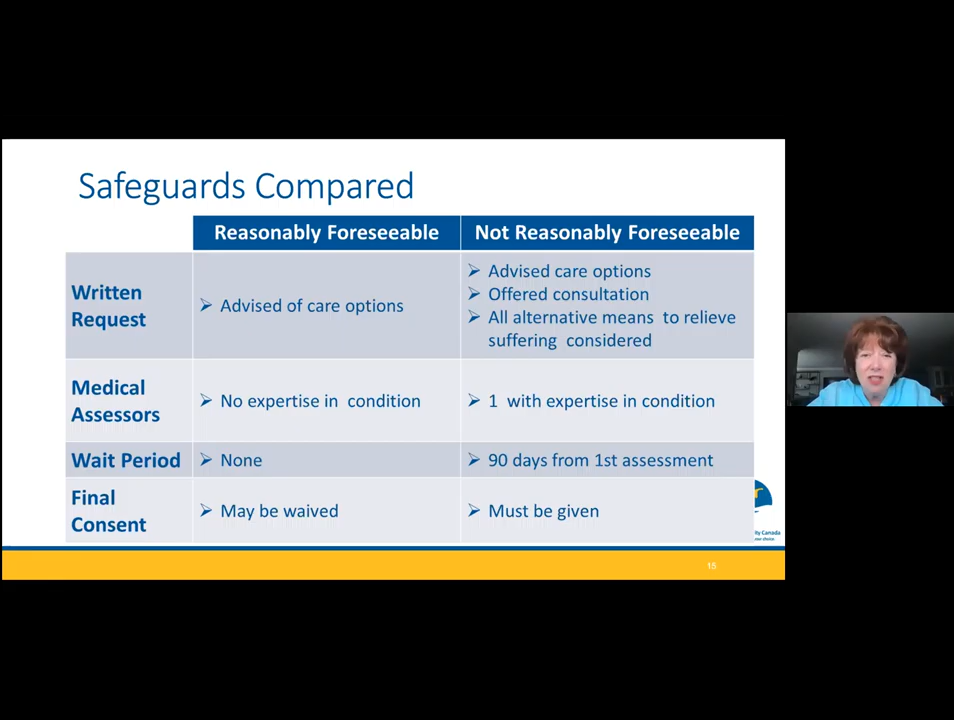 Safeguards Compared
Reasonably Foreseeable
Not Reasonably Foreseeable
Written
Request
Advised of care options
Advised care options
Offered consultation
All alternative means to relieve
suffering considered
Medical
Assessors
No expertise in condition
1 with expertise in condition
Wait Period
None
90 days from 1st assessment
Final
Consent
May be waived
Must be given
ity Canada
15